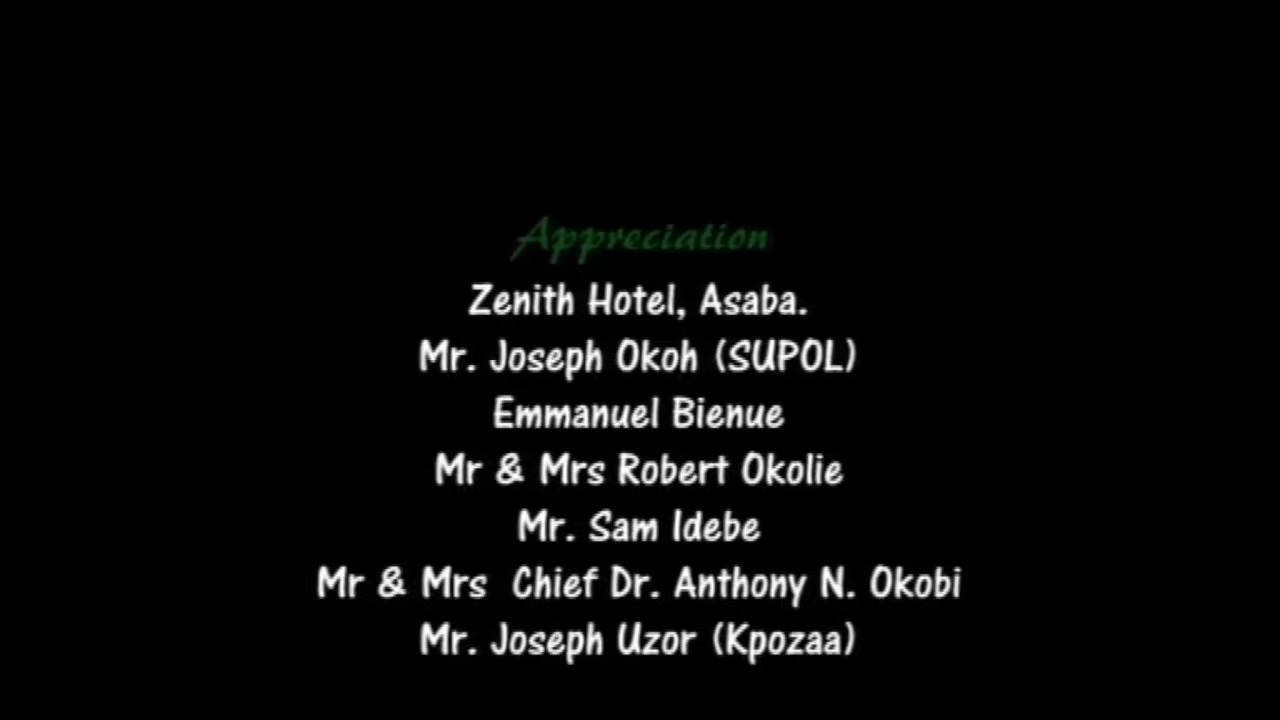 Appreciation
Zenith Hotel, Asaba.
Mr. Joseph Okoh (SUPOL)
Emmanuel Bienue
Mr & Mrs Robert Okolie
Mr. Sam Idebe
Mr & Mrs Chief Dr. Anthony N. Okobi
Mr. Joseph Uzor (Kpozaa)